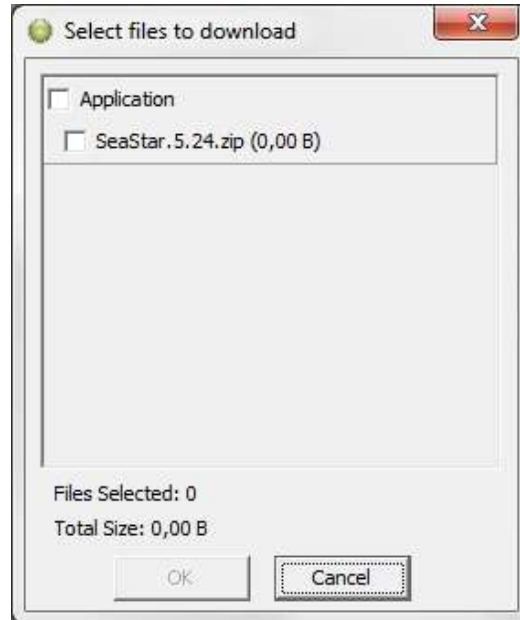 Select files to download
Application
SeaStar.5.24.zip (0,00 B)
Files Selected: 0
Total Size: 0,00 B
OK
Cancel